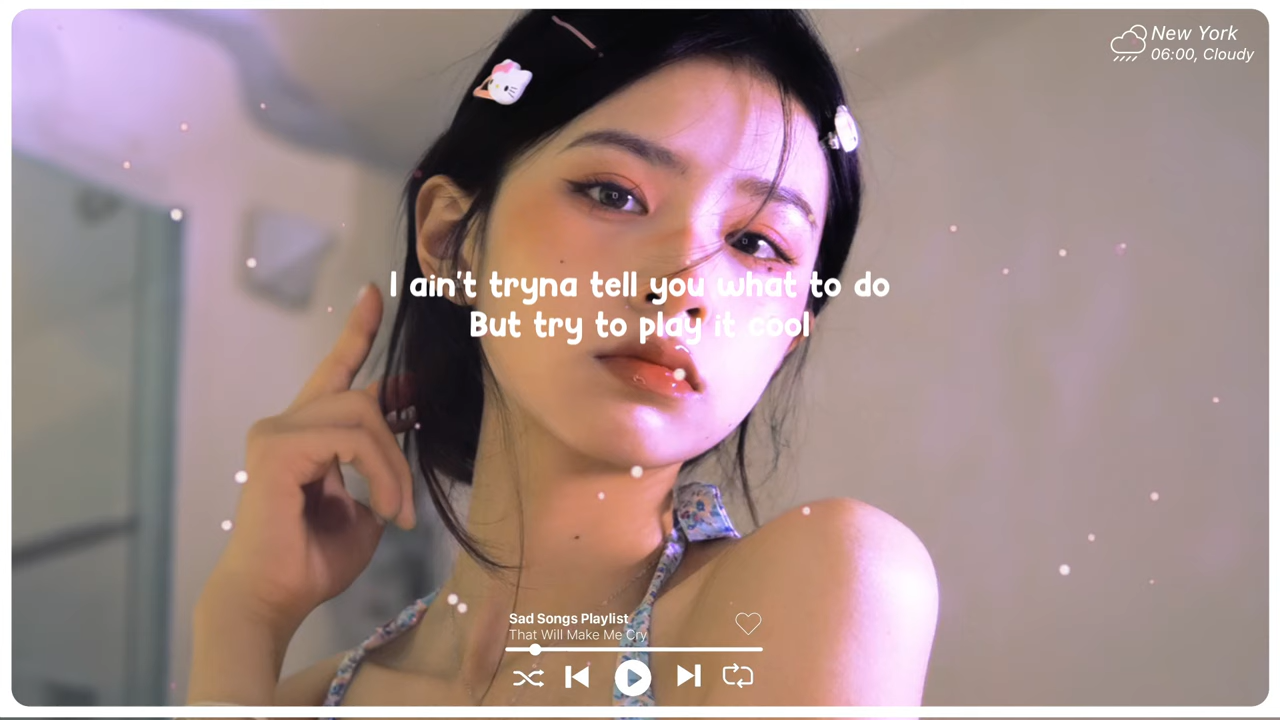 New York
06:00, Cloudy
I ain't tryna tell you what to do
But try to play it cool
Sad Songs Playlist
That Will Make Me Cry